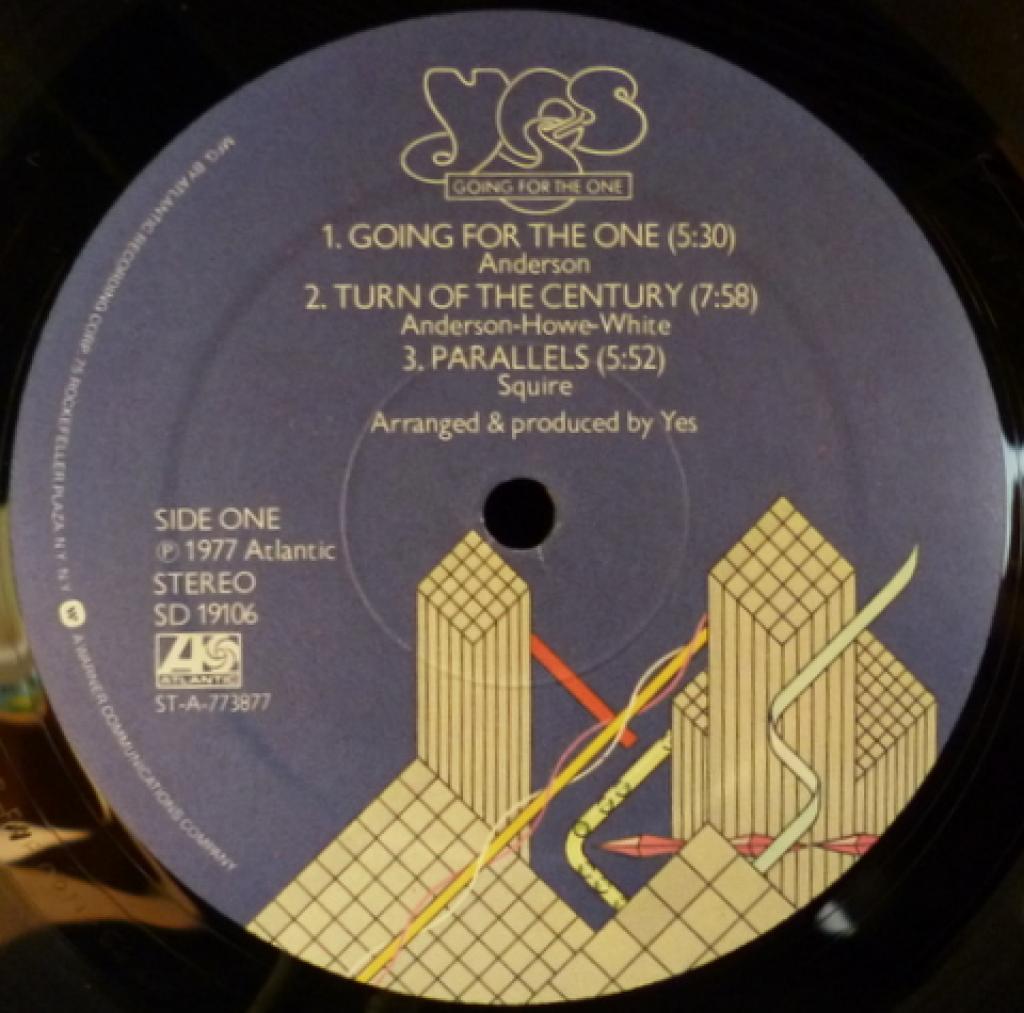 Yes
GOING FOR THE ONE
1. GOING FOR THE ONE (5:30)
Anderson
2. TURN OF THE CENTURY (7:58)
Anderson-Howe-White
3. PARALLELS (5:52)
Squire
Arranged & produced by Yes
SIDE ONE
℗ 1977 Atlantic
STEREO
SD 19106
ATLANTIC
ST-A-773877
MFG. BY ATLANTIC RECORDING CORP. 75 ROCKEFELLER PLAZA N.Y. N.Y. W A WARNER COMMUNICATIONS COMPANY